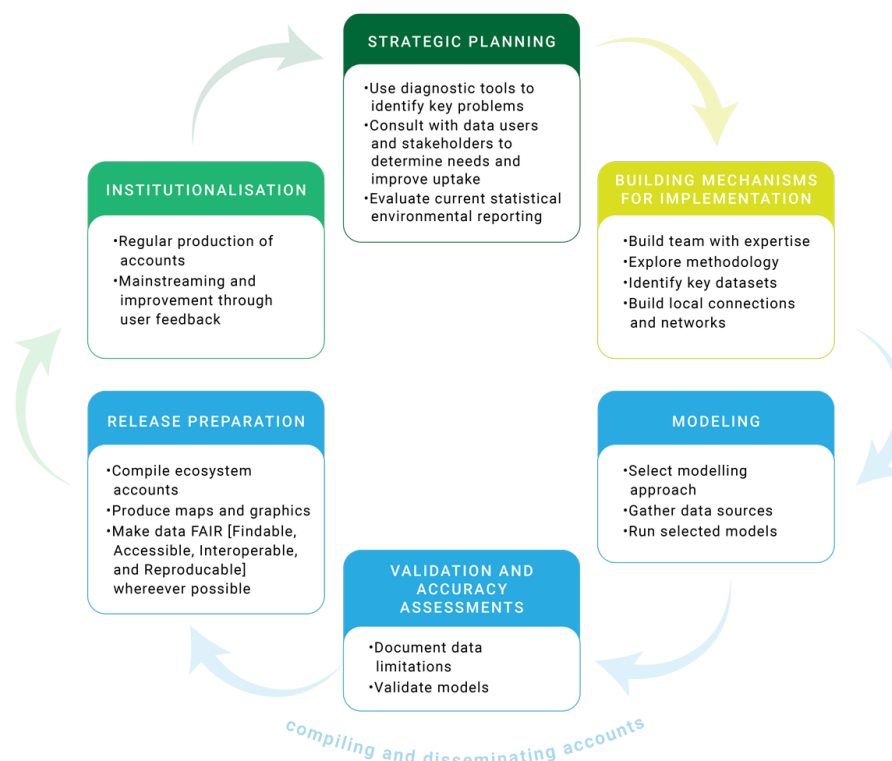 STRATEGIC PLANNING
•Use diagnostic tools to
identify key problems
•Consult with data users
and stakeholders to
determine needs and
improve uptake
•Evaluate current statistical
environmental reporting
BUILDING MECHANISMS
FOR IMPLEMENTATION
•Build team with expertise
•Explore methodology
•Identify key datasets
•Build local connections
and networks
MODELING
•Select modelling
approach
•Gather data sources
•Run selected models
VALIDATION AND
ACCURACY
ASSESSMENTS
•Document data
limitations
•Validate models
RELEASE PREPARATION
•Compile ecosystem
accounts
•Produce maps and graphics
•Make data FAIR [Findable,
Accessible, Interoperable,
and Reproducable]
whereever possible
INSTITUTIONALISATION
•Regular production of
accounts
•Mainstreaming and
improvement through
user feedback
compiling and disseminating accounts